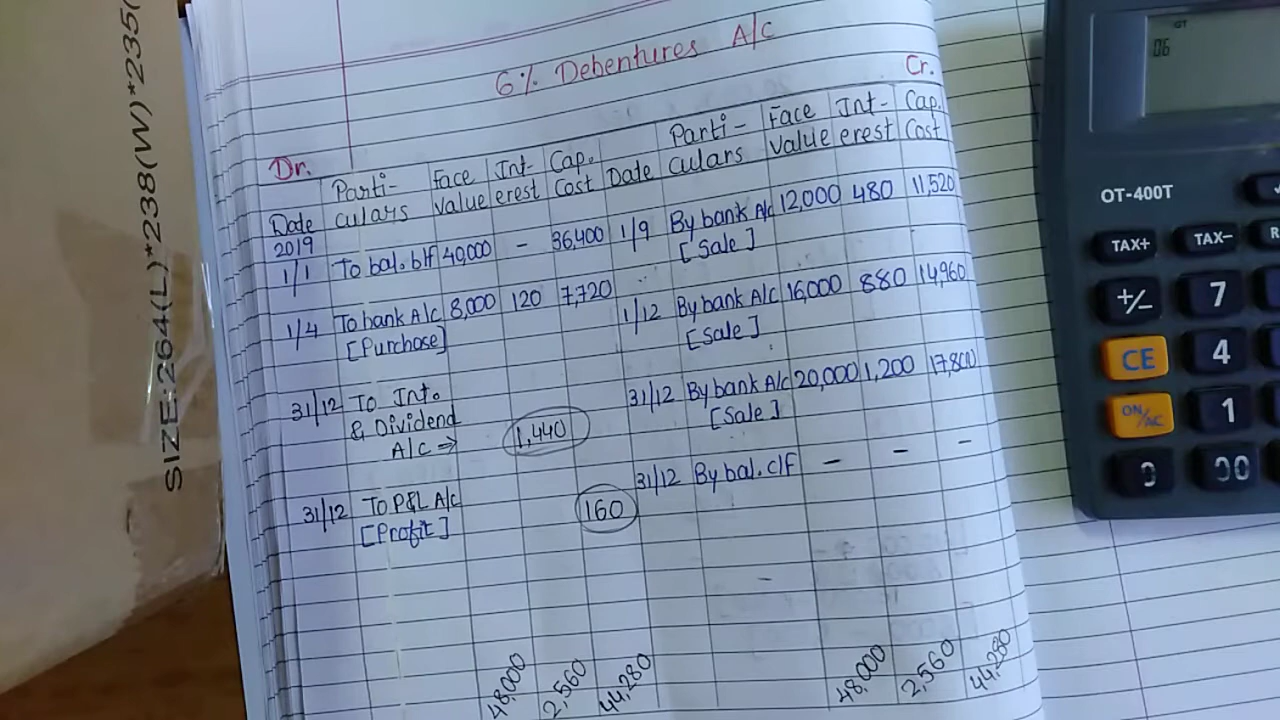 SIZE:264(L)*238(W)*235(
6% Debentures A/c
Dr. Cr.
Date Parti- culars Face value Int- erest Cap. Cost Date Parti- culars Face value Int- erest Cap. Cost
2019
1/1 To bal. b/f 40,000 - 36,400 1/9 By bank A/c 12,000 480 11,520
[Sale]
1/4 To bank A/c 8,000 120 7,720 1/12 By bank A/c 16,000 880 14,960
[Purchase] [Sale]
31/12 To Int. 31/12 By bank A/c 20,000 1,200 17,800
& Dividend [Sale]
A/c ⇒ 1,440
31/12 By bal. c/f - - -
31/12 To P&L A/c 160
[Profit]
48,000 2,560 44,280 48,000 2,560 44,280
GT
06
OT-400T
TAX+ TAX− R
+/− 7
CE 4
ON/AC 1
0 00